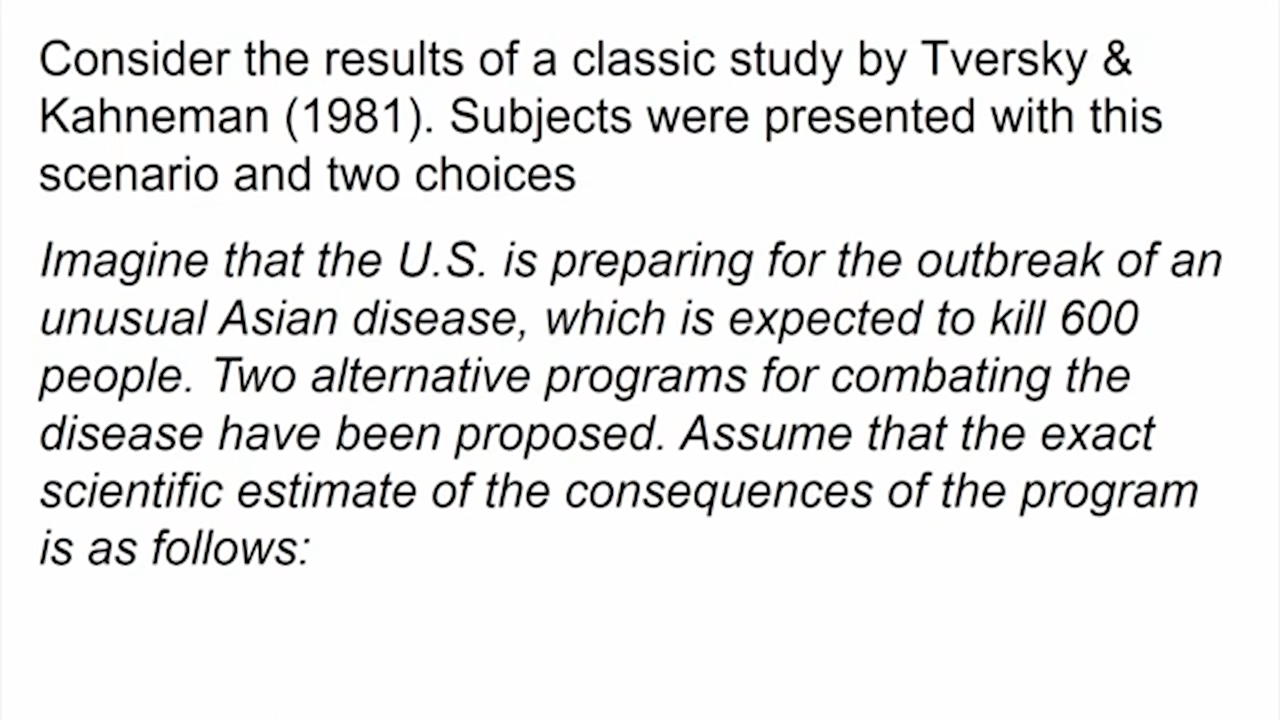 Consider the results of a classic study by Tversky &
Kahneman (1981). Subjects were presented with this
scenario and two choices
Imagine that the U.S. is preparing for the outbreak of an
unusual Asian disease, which is expected to kill 600
people. Two alternative programs for combating the
disease have been proposed. Assume that the exact
scientific estimate of the consequences of the program
is as follows: